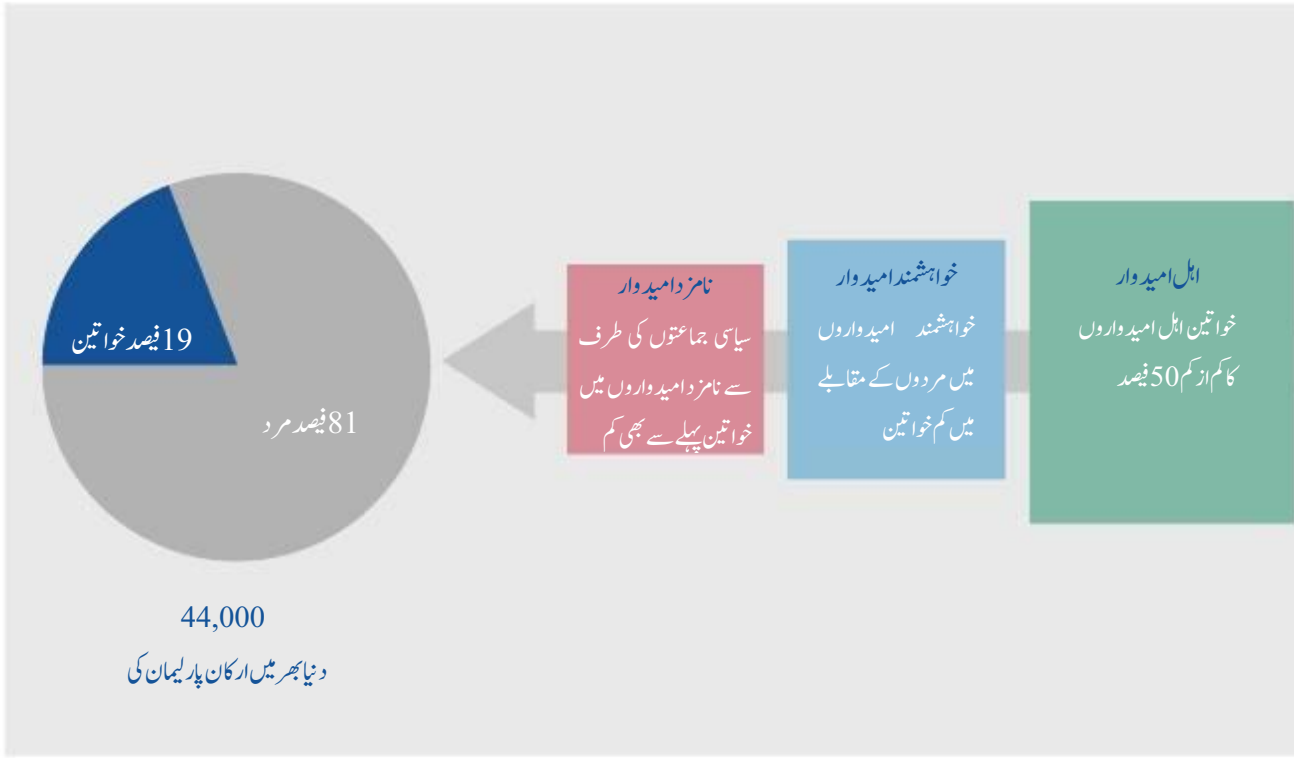 اہل امیدوار
خواتین اہل امیدواروں
کا کم از کم 50 فیصد
خواہشمند امیدوار
خواہشمند امیدواروں
میں مردوں کے مقابلے
میں کم خواتین
نامزد امیدوار
سیاسی جماعتوں کی طرف
سے نامزد امیدواروں میں
خواتین پہلے سے بھی کم
19 فیصد خواتین
81 فیصد مرد
44,000
دنیا بھر میں ارکان پارلیمان کی